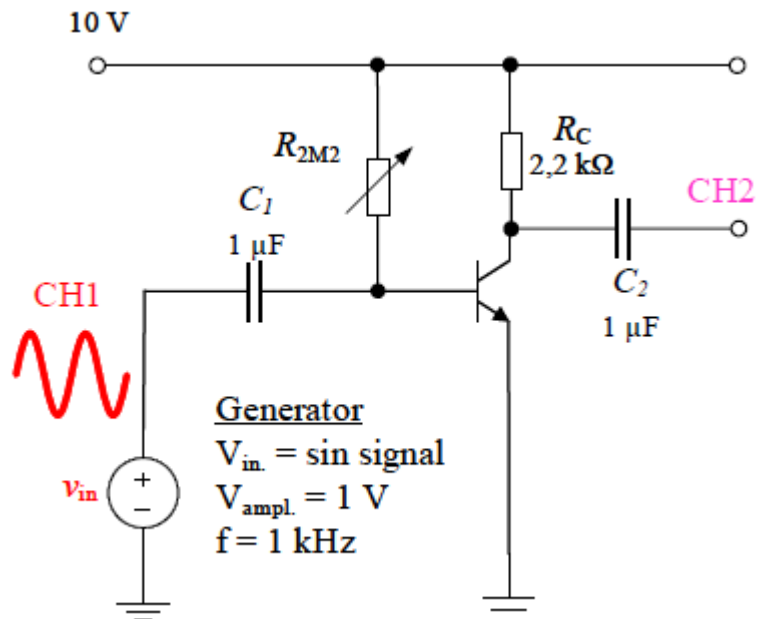 10 V
R2M2
RC
2,2 kΩ
CH2
C1
1 μF
C2
1 μF
CH1
Generator
Vin. = sin signal
Vampl. = 1 V
f = 1 kHz
vin
+
−